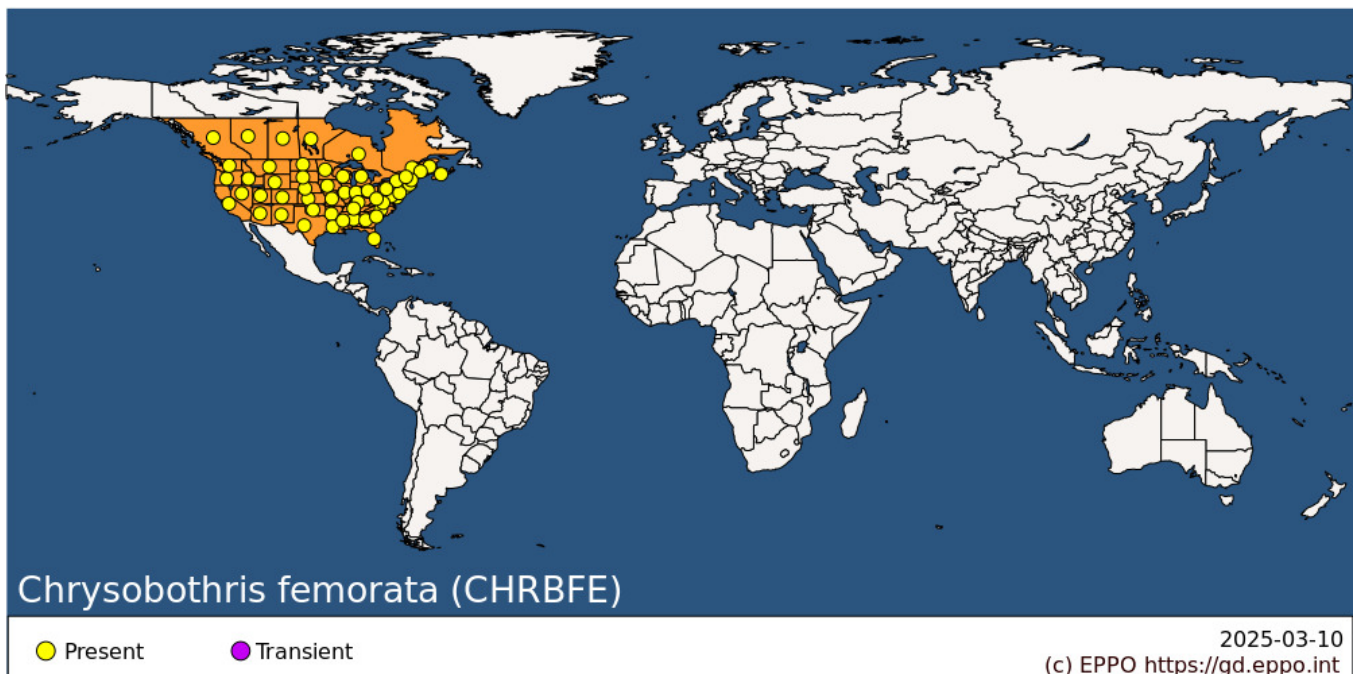 Chrysobothris femorata (CHRBFE)
Present
Transient
2025-03-10
(c) EPPO https://gd.eppo.int